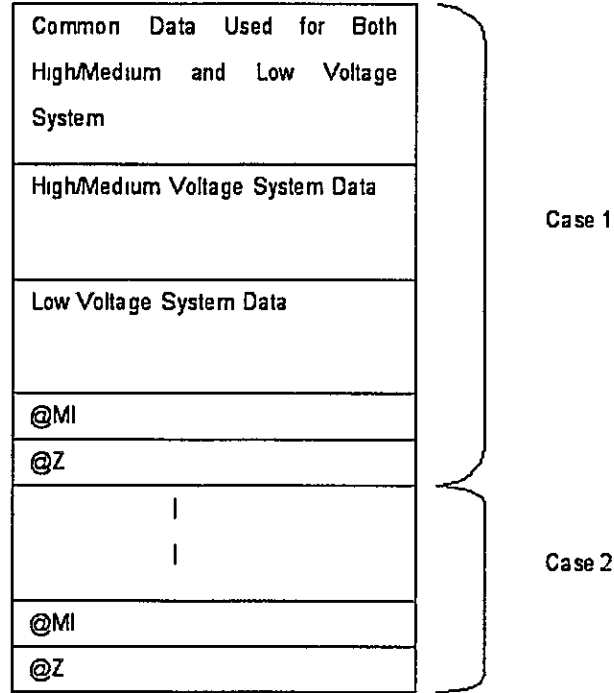 Common Data Used for Both
High/Medium and Low Voltage
System
High/Medium Voltage System Data
Case 1
Low Voltage System Data
@MI
@Z
Case 2
@MI
@Z